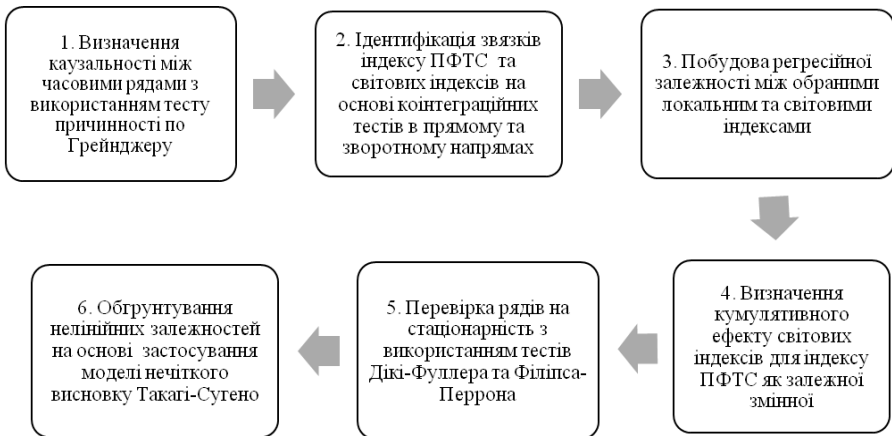 1. Визначення
каузальності між
часовими рядами з
використанням тесту
причинності по
Грейнджеру
2. Ідентифікація звязків
індексу ПФТС та
світових індексів на
основі коінтеграційних
тестів в прямому та
зворотному напрямах
3. Побудова регресійної
залежності між обраними
локальним та світовими
індексами
4. Визначення
кумулятивного
ефекту світових
індексів для індексу
ПФТС як залежної
змінної
5. Перевірка рядів на
стаціонарність з
використанням тестів
Дікі-Фуллера та Філіпса-
Перрона
6. Обгрунтування
нелінійних залежностей
на основі застосування
моделі нечіткого
висновку Такагі-Сугено